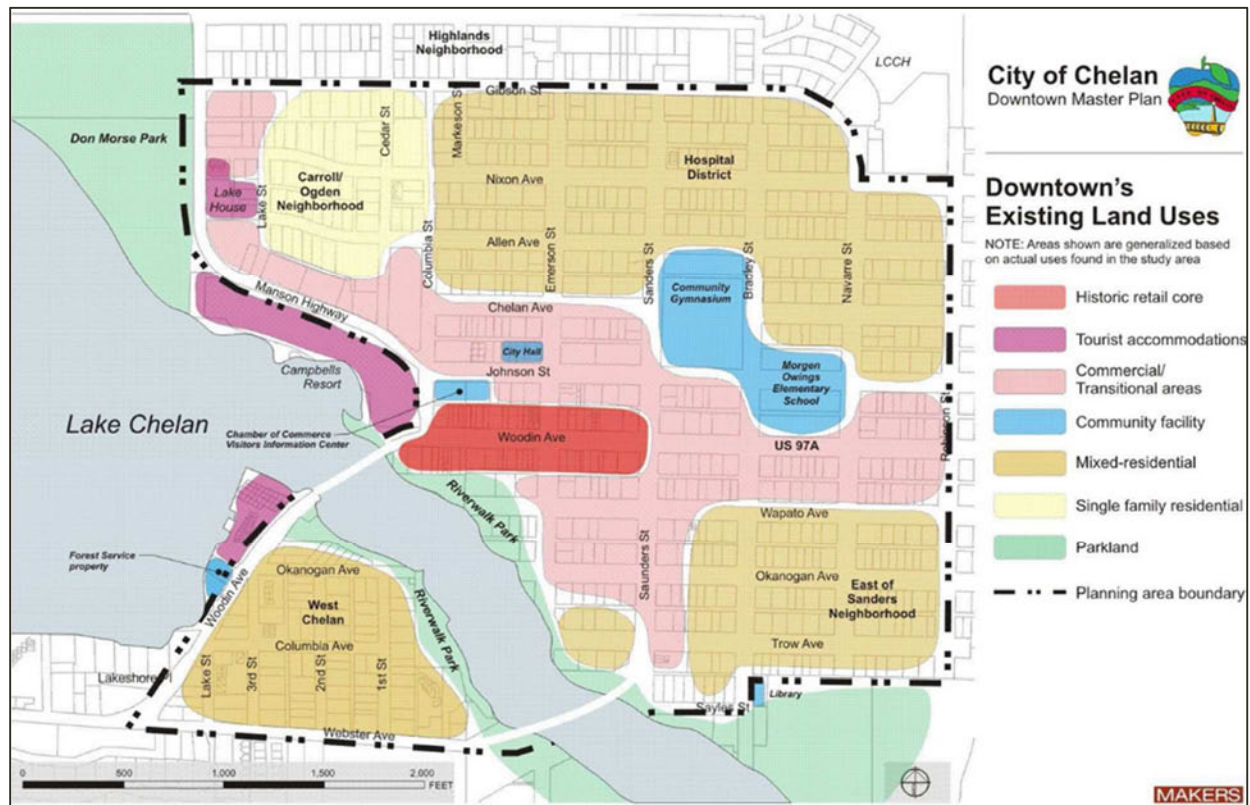 Highlands
Neighborhood
LCCH
Gibson St
Don Morse Park
Cedar St
Markeson St
Hospital
District
Carroll/
Ogden
Neighborhood
Nixon Ave
Lake
House
Lake St
Columbia St
Allen Ave
Emerson St
Sanders St
Bradley St
Navarre St
Community
Gymnasium
Manson Highway
Chelan Ave
City Hall
Johnson St
Campbells
Resort
Morgen
Owings
Elementary
School
Lake Chelan
Chamber of Commerce
Visitors Information Center
Woodin Ave
US 97A
Robinson St
Riverwalk Park
Wapato Ave
Forest Service
property
Woodin Ave
Okanogan Ave
West
Chelan
Riverwalk Park
Saunders St
Okanogan Ave
East of
Sanders
Neighborhood
Columbia Ave
Trow Ave
Lakeshore Pl
Lake St
3rd St
2nd St
1st St
Sayles St
Library
Webster Ave
0 500 1,000 1,500 2,000
FEET
City of Chelan
Downtown Master Plan
Downtown's
Existing Land Uses
NOTE: Areas shown are generalized based
on actual uses found in the study area
Historic retail core
Tourist accommodations
Commercial/
Transitional areas
Community facility
Mixed-residential
Single family residential
Parkland
Planning area boundary
MAKERS